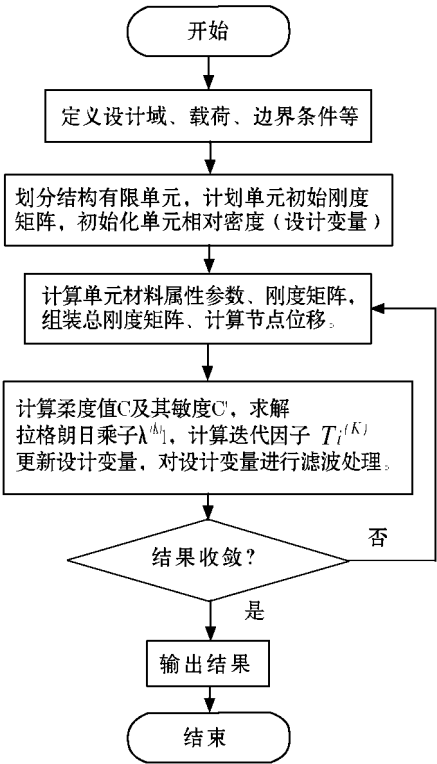 开始
定义设计域、载荷、边界条件等
划分结构有限单元，计划单元初始刚度
矩阵，初始化单元相对密度（设计变量）
计算单元材料属性参数、刚度矩阵，
组装总刚度矩阵、计算节点位移。
计算柔度值C及其敏度C'，求解
拉格朗日乘子λ⁽ᵏ⁾1，计算迭代因子 Ti⁽ᴷ⁾
更新设计变量，对设计变量进行滤波处理。
结果收敛？
否
是
输出结果
结束